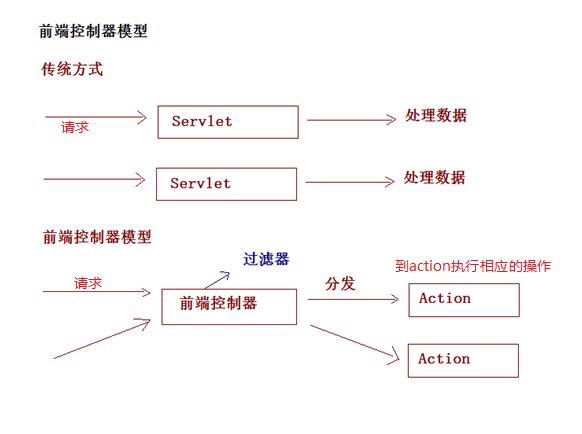 前端控制器模型
传统方式
请求
Servlet
处理数据
Servlet
处理数据
前端控制器模型
过滤器
到action执行相应的操作
请求
分发
前端控制器
Action
Action